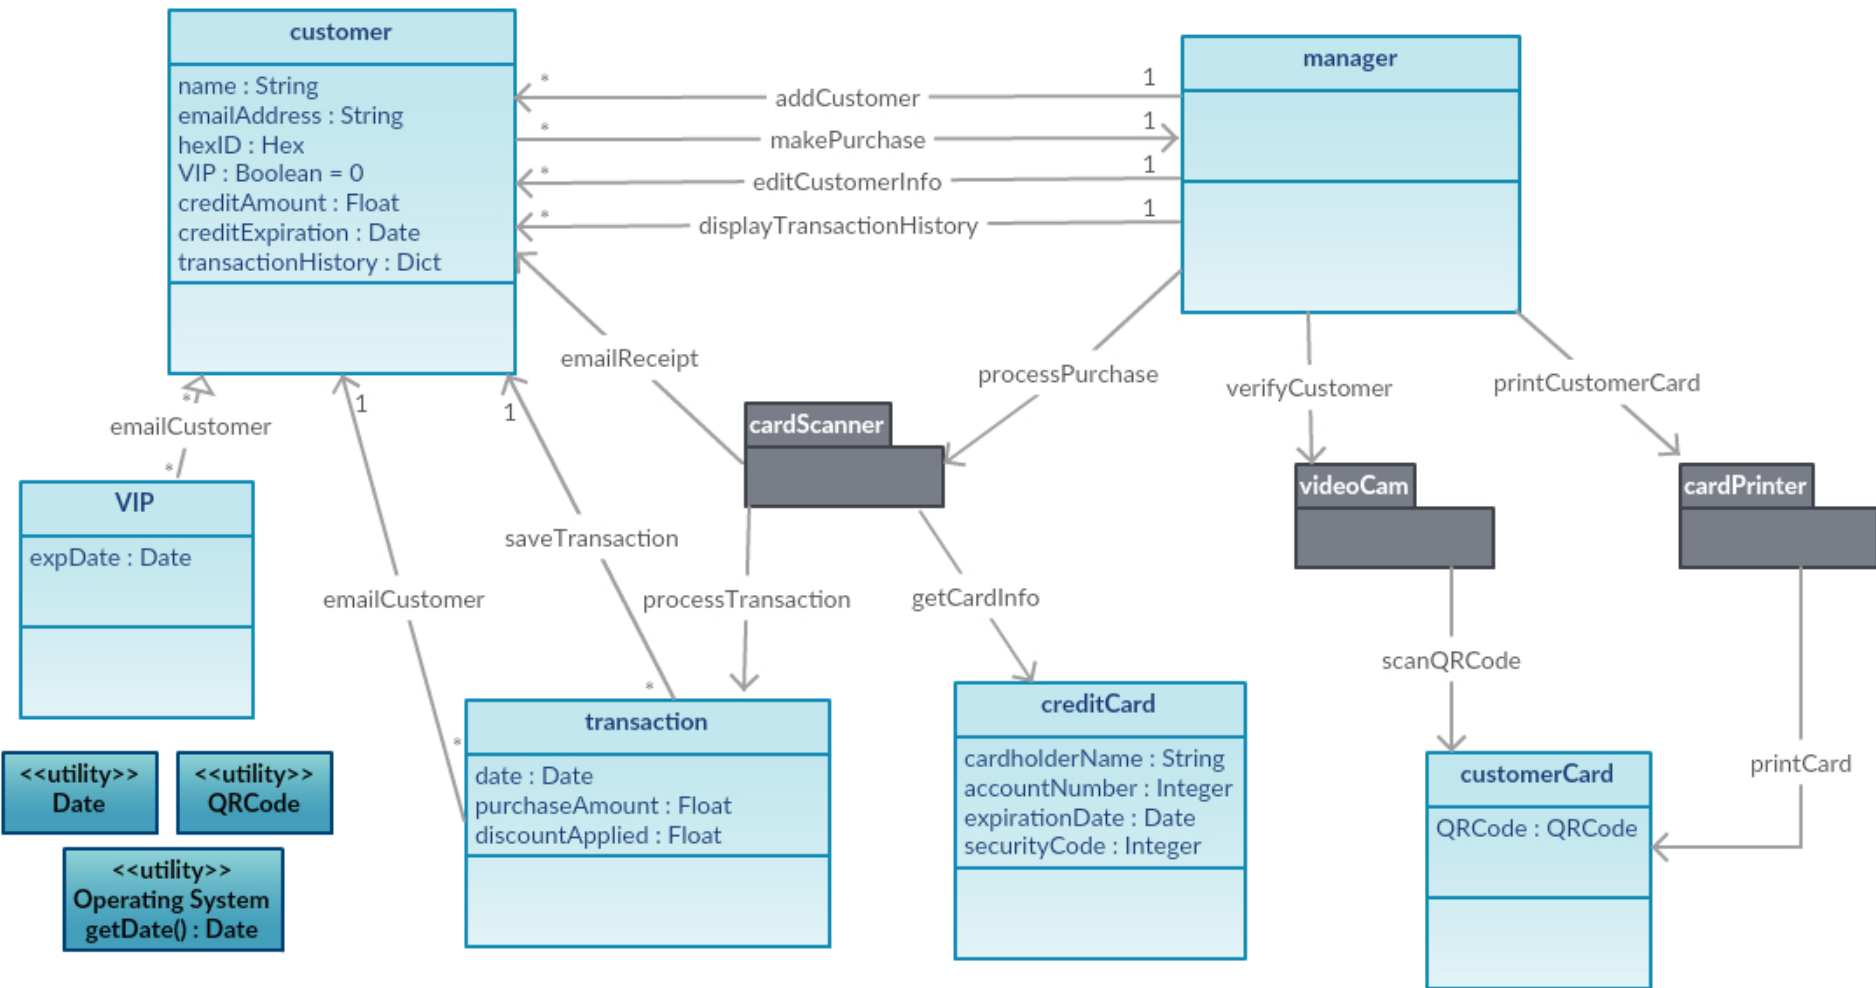 customer
name : String
emailAddress : String
hexID : Hex
VIP : Boolean = 0
creditAmount : Float
creditExpiration : Date
transactionHistory : Dict
manager
* addCustomer 1
* makePurchase 1
* editCustomerInfo 1
* displayTransactionHistory 1
emailReceipt
processPurchase
verifyCustomer
printCustomerCard
*
emailCustomer
*
1
1
cardScanner
videoCam
cardPrinter
VIP
expDate : Date
saveTransaction
emailCustomer
processTransaction
getCardInfo
scanQRCode
printCard
*
*
transaction
date : Date
purchaseAmount : Float
discountApplied : Float
creditCard
cardholderName : String
accountNumber : Integer
expirationDate : Date
securityCode : Integer
customerCard
QRCode : QRCode
<<utility>>
Date
<<utility>>
QRCode
<<utility>>
Operating System
getDate() : Date